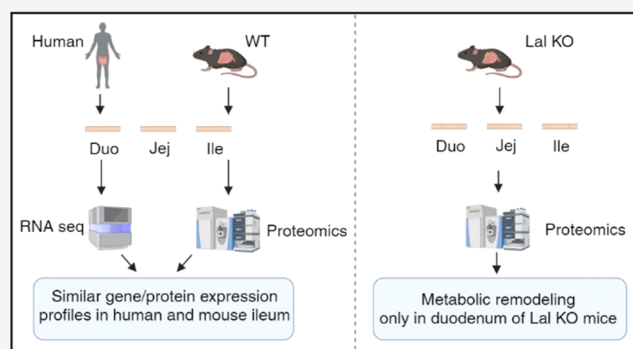 Human
WT
Lal KO
Duo Jej Ile
Duo Jej Ile
RNA seq
Proteomics
Proteomics
Similar gene/protein expression
profiles in human and mouse ileum
Metabolic remodeling
only in duodenum of Lal KO mice